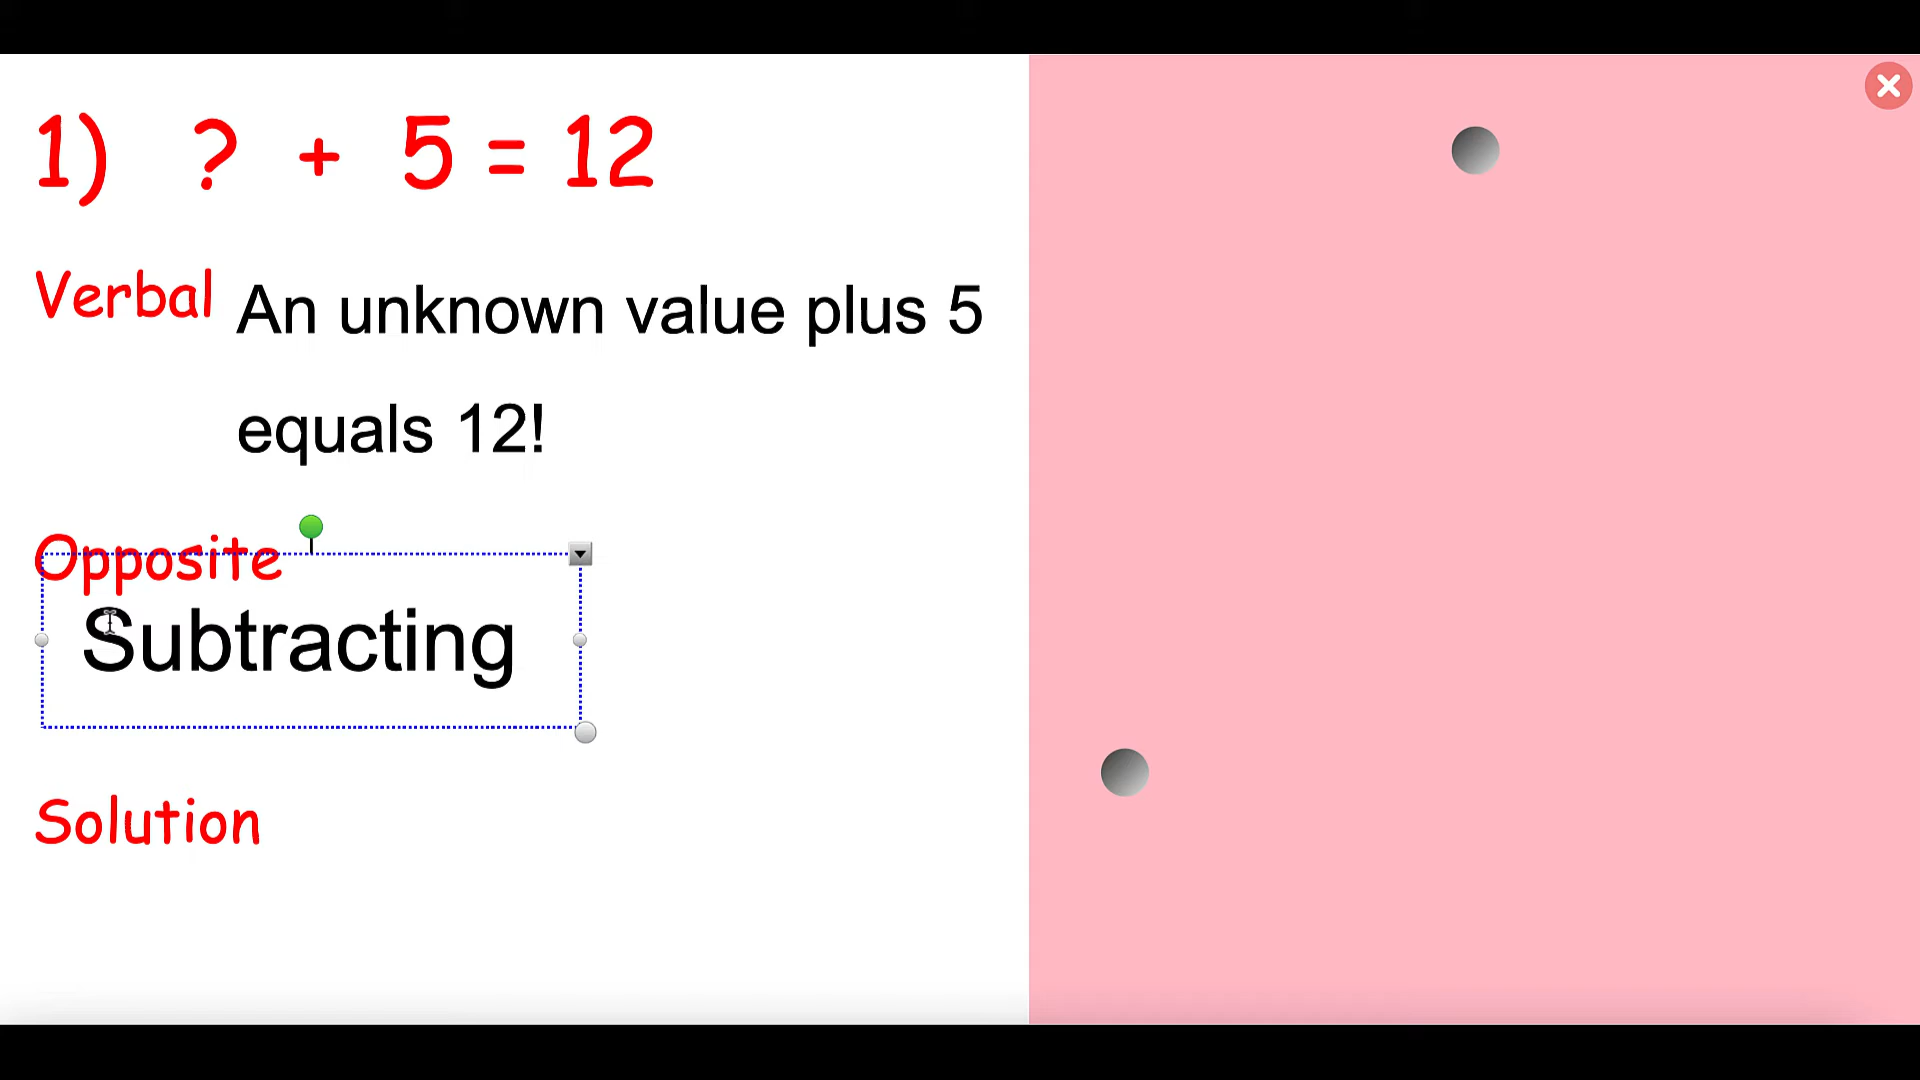 1) ? + 5 = 12
Verbal An unknown value plus 5
equals 12!
Opposite
Subtracting
Solution